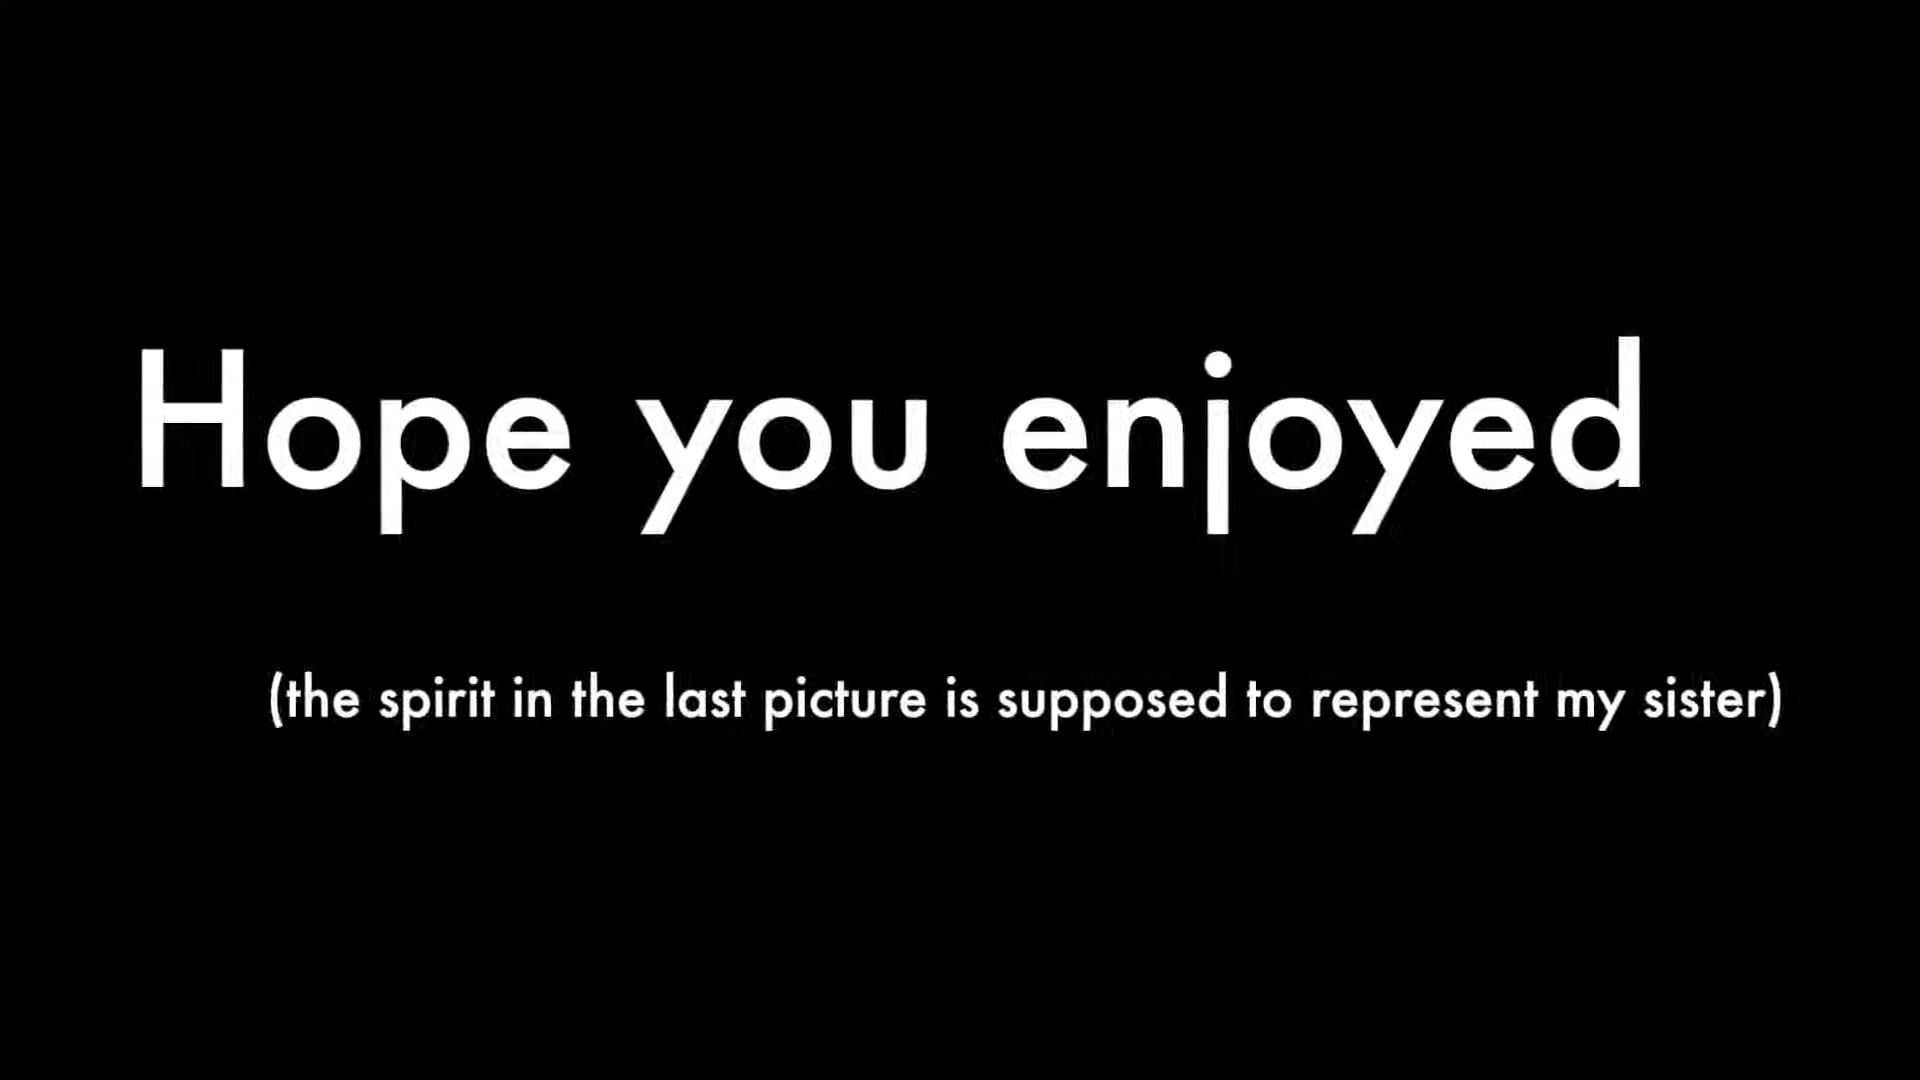 Hope you enjoyed
(the spirit in the last picture is supposed to represent my sister)